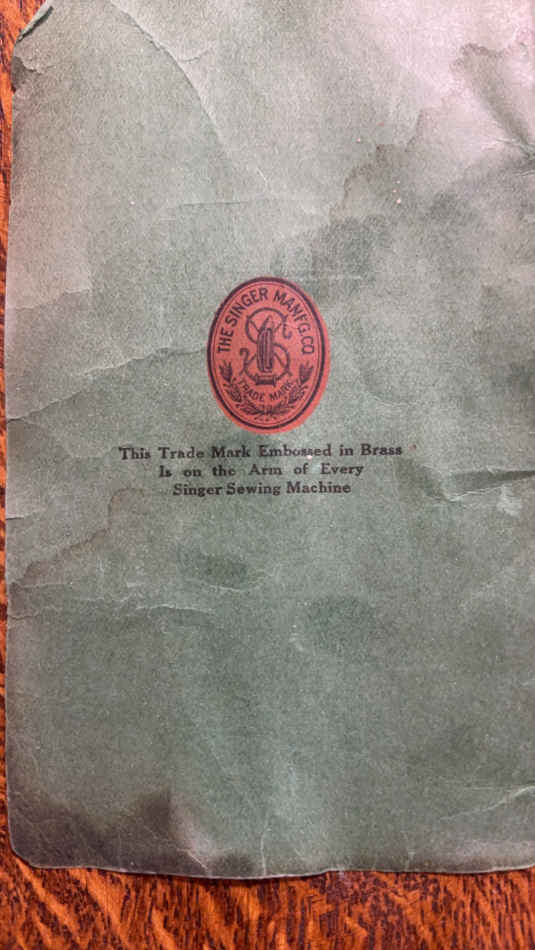 THE SINGER MANFG. CO.
TRADE MARK
This Trade Mark Embossed in Brass
Is on the Arm of Every
Singer Sewing Machine